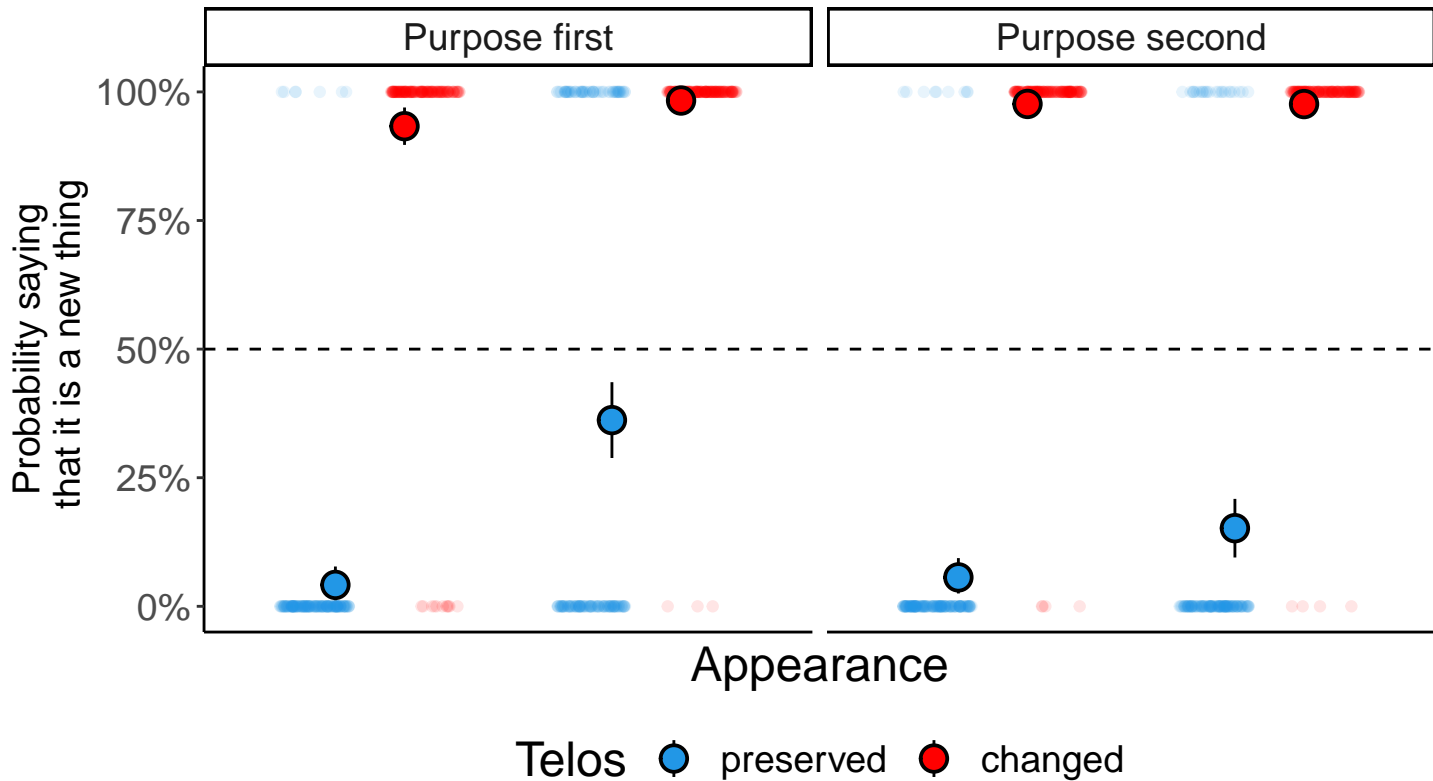 Purpose first
Purpose second
100%
75%
50%
25%
0%
Probability saying
that it is a new thing
Appearance
Telos preserved changed